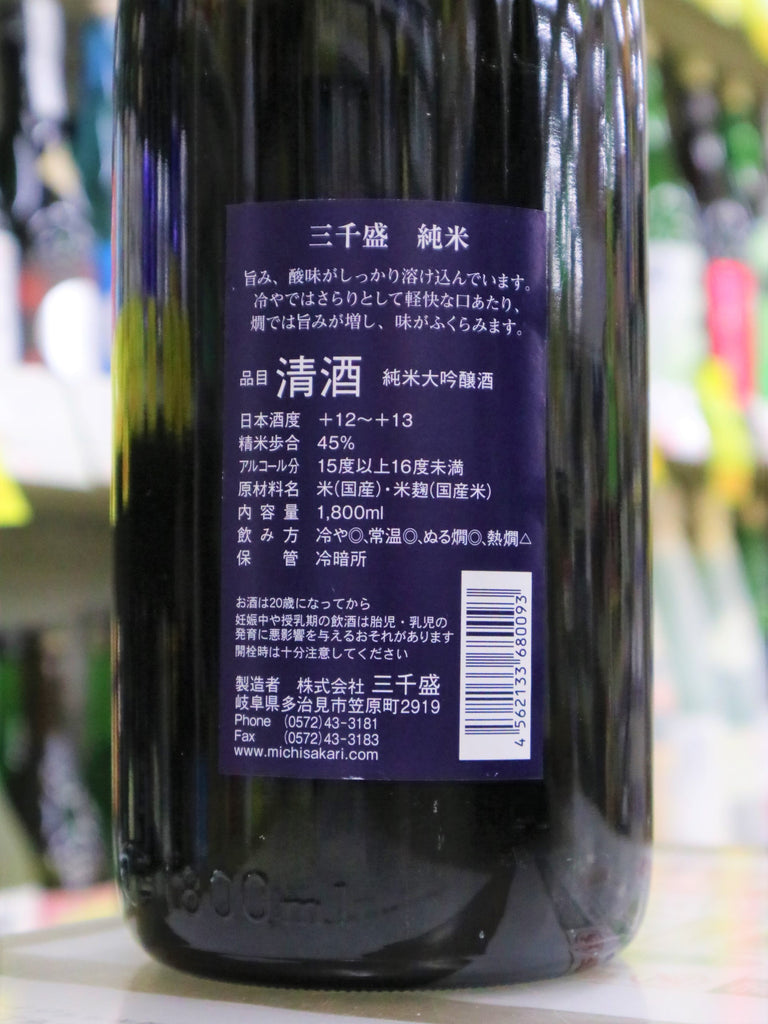 三千盛　純米
旨み、酸味がしっかり溶け込んでいます。
冷やではさらりとして軽快な口あたり、
燗では旨みが増し、味がふくらみます。
品目 清酒 純米大吟醸酒
日本酒度 +12〜+13
精米歩合 45%
アルコール分 15度以上16度未満
原材料名 米(国産)・米麹(国産米)
内容量 1,800ml
飲み方 冷や◎、常温◎、ぬる燗◎、熱燗△
保管 冷暗所
お酒は20歳になってから
妊娠中や授乳期の飲酒は胎児・乳児の
発育に悪影響を与えるおそれがあります
開栓時は十分注意してください
製造者 株式会社 三千盛
岐阜県多治見市笠原町2919
Phone (0572)43-3181
Fax (0572)43-3183
www.michisakari.com
4 562133 680093
1800ml